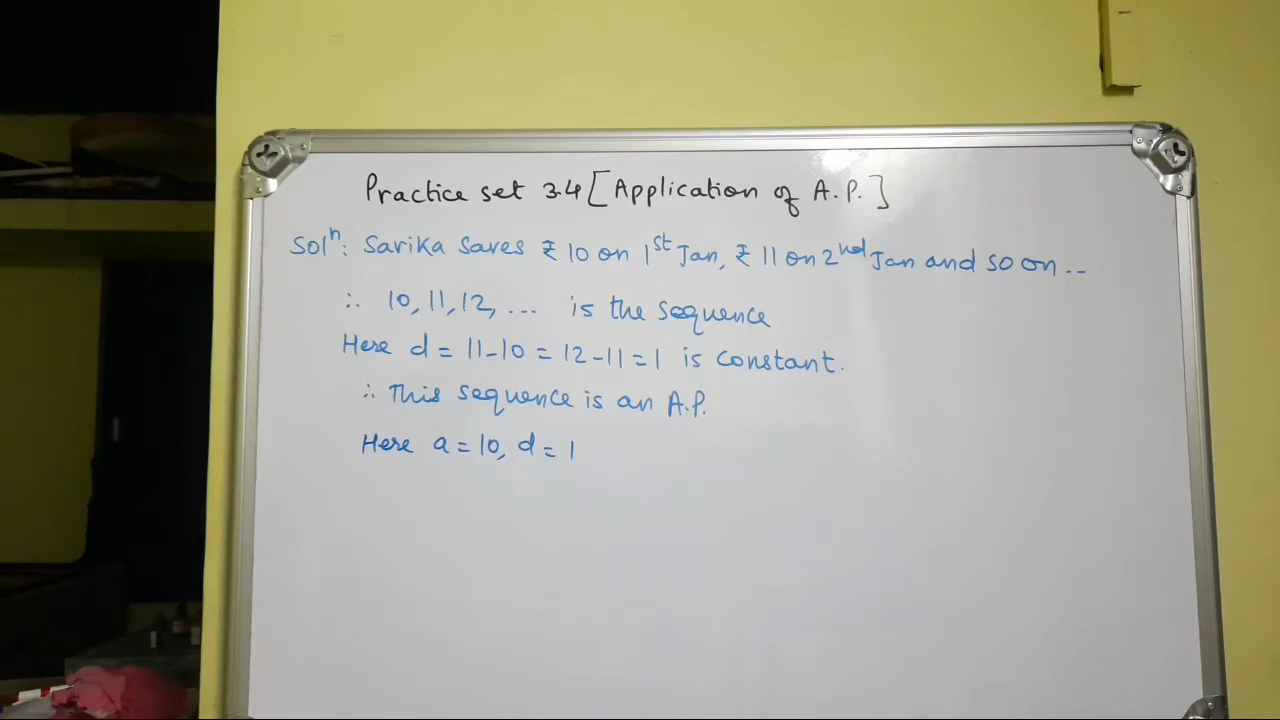 Practice set 3.4 [Application of A.P.]
Solⁿ: Sarika Saves ₹ 10 on 1st Jan, ₹ 11 on 2nd Jan and so on ..
∴ 10, 11, 12, ... is the sequence
Here d = 11-10 = 12-11 = 1 is constant.
∴ This sequence is an A.P.
Here a = 10, d = 1